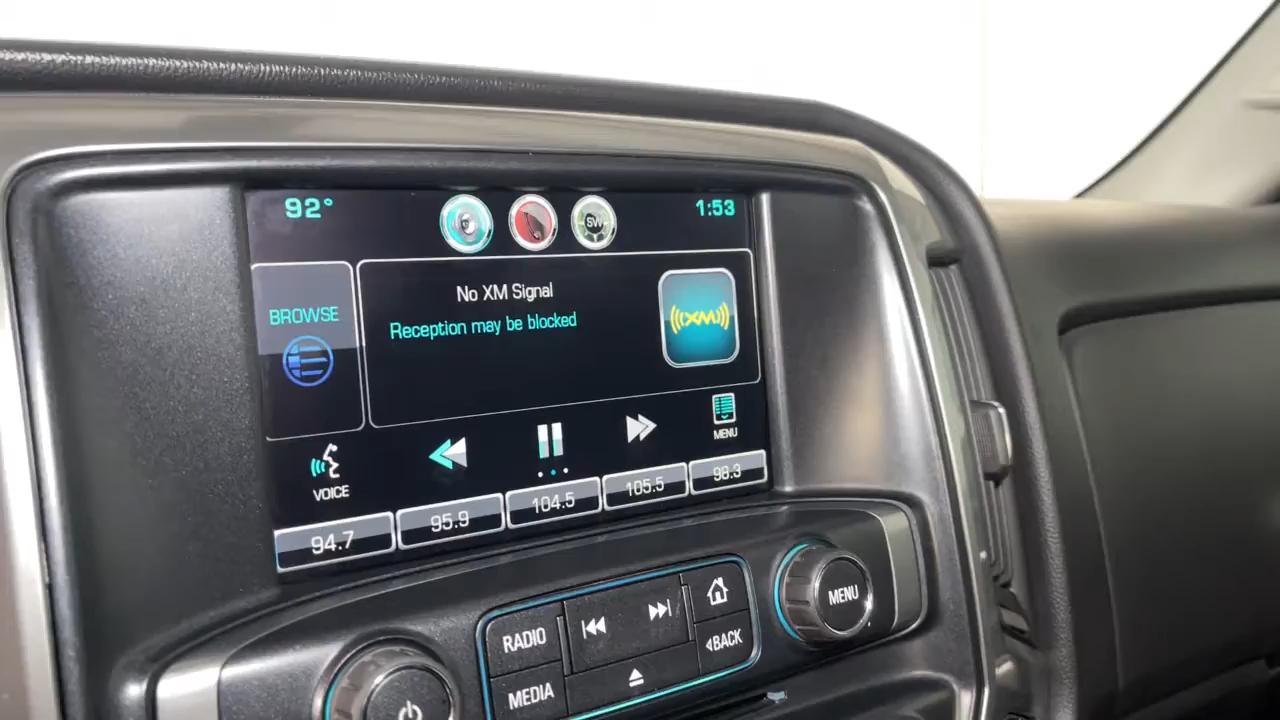 92°
SW
1:53
BROWSE
No XM Signal
Reception may be blocked
((XM))
VOICE
MENU
94.7
95.9
104.5
105.5
98.3
RADIO
MEDIA
BACK
MENU